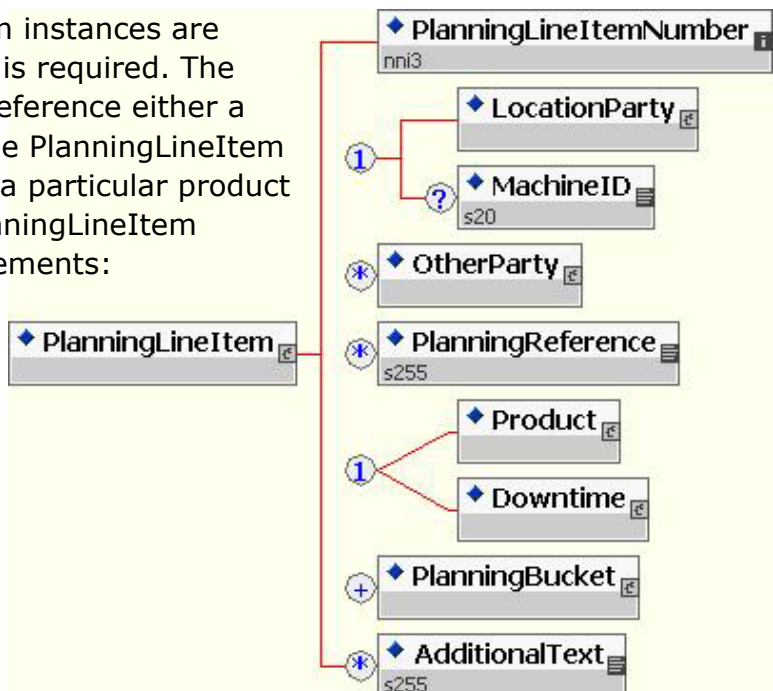 n instances are
is required. The
eference either a
e PlanningLineItem
a particular product
nningLineItem
ements:
PlanningLineItemNumber
nni3
1
LocationParty
?
MachineID
s20
*
OtherParty
PlanningLineItem
*
PlanningReference
s255
Product
1
Downtime
+
PlanningBucket
*
AdditionalText
s255